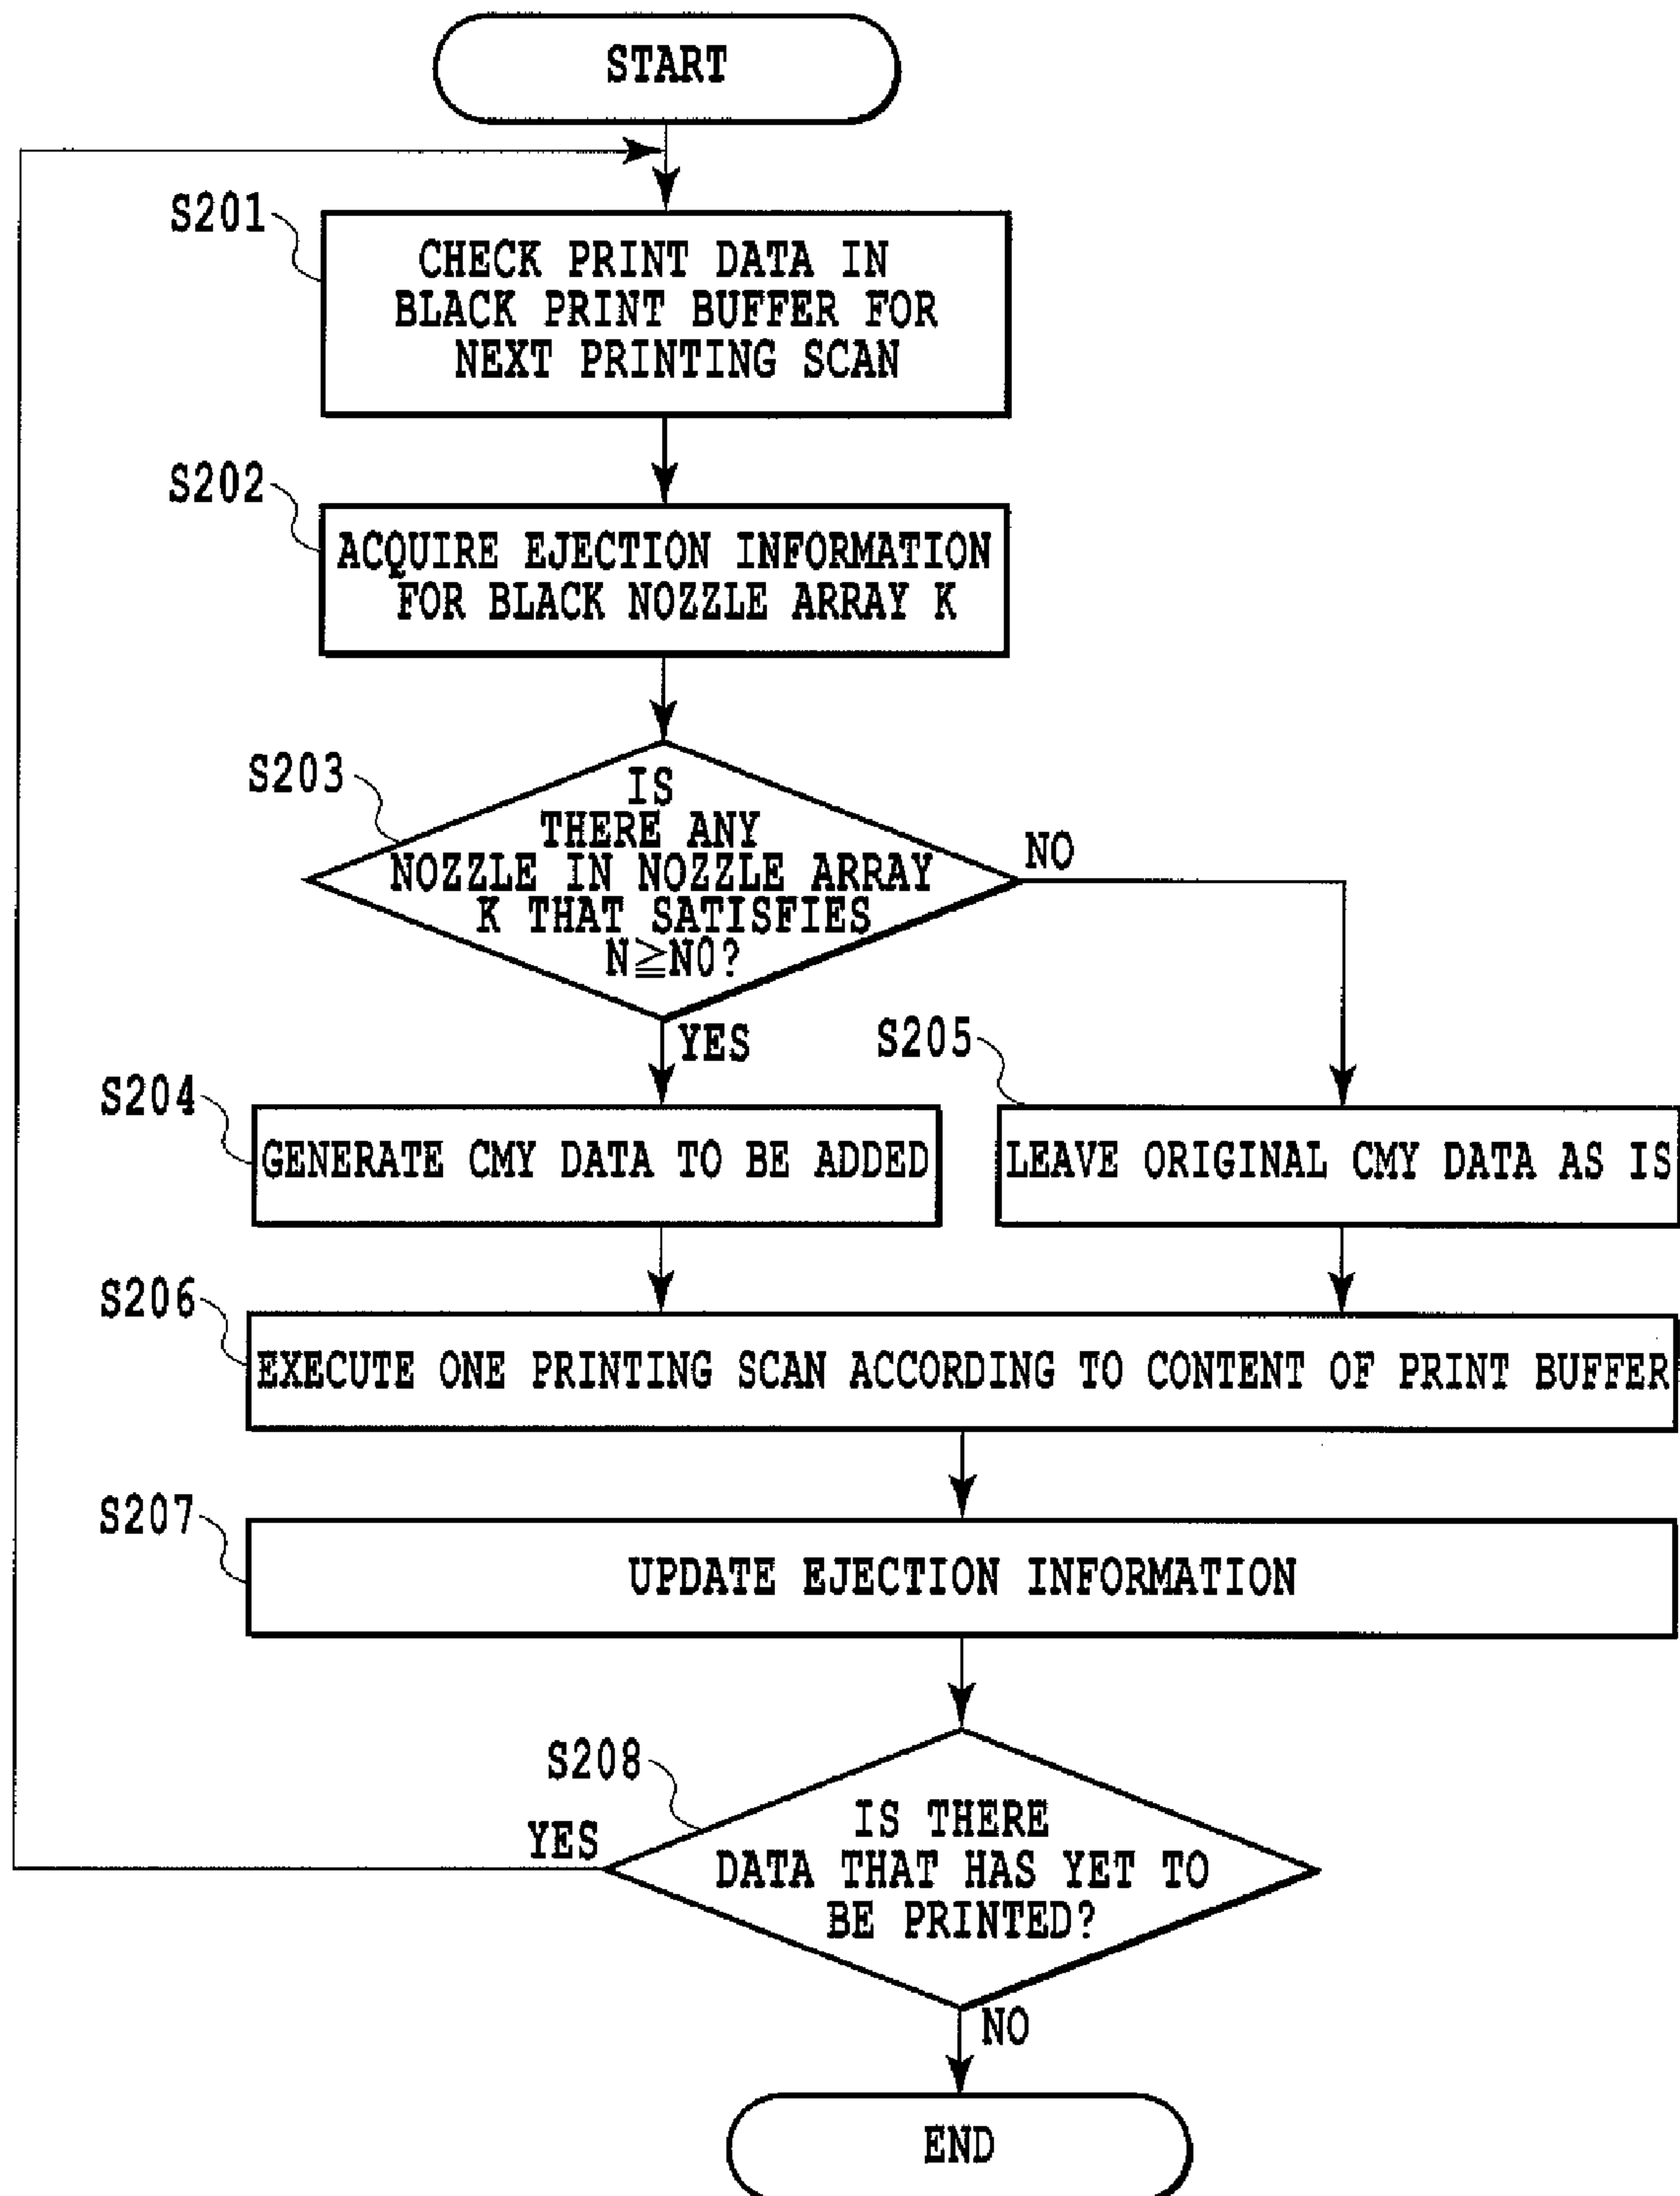 START
S201
CHECK PRINT DATA IN
BLACK PRINT BUFFER FOR
NEXT PRINTING SCAN
S202
ACQUIRE EJECTION INFORMATION
FOR BLACK NOZZLE ARRAY K
S203
IS
THERE ANY
NOZZLE IN NOZZLE ARRAY
K THAT SATISFIES
N≧N0?
NO
YES
S204
GENERATE CMY DATA TO BE ADDED
S205
LEAVE ORIGINAL CMY DATA AS IS
S206
EXECUTE ONE PRINTING SCAN ACCORDING TO CONTENT OF PRINT BUFFER
S207
UPDATE EJECTION INFORMATION
S208
IS THERE
DATA THAT HAS YET TO
BE PRINTED?
YES
NO
END